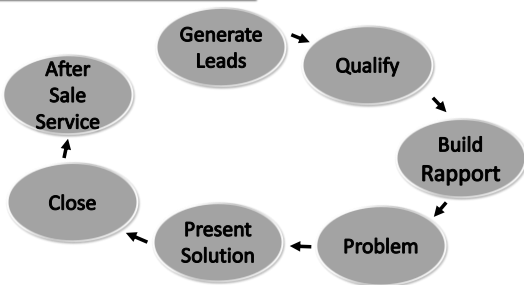 Generate
Leads
Qualify
Build
Rapport
Problem
Present
Solution
Close
After
Sale
Service